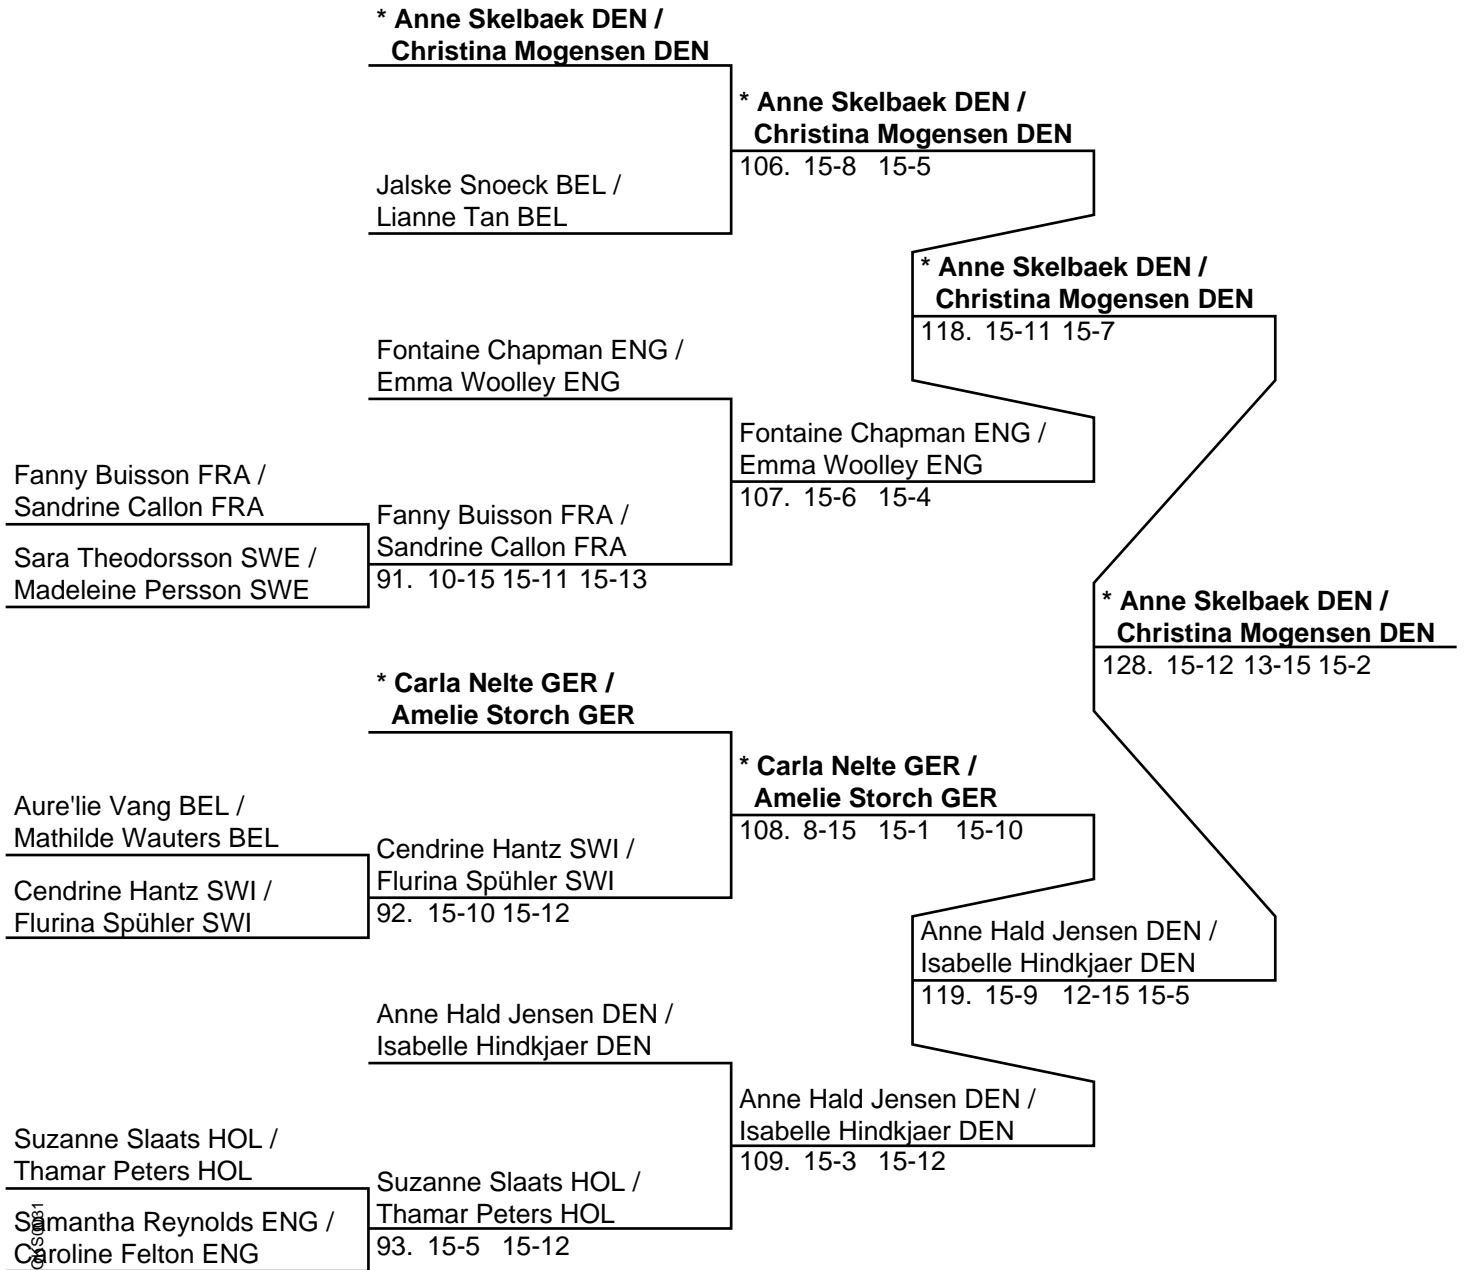 * Anne Skelbaek DEN /
Christina Mogensen DEN
* Anne Skelbaek DEN /
Christina Mogensen DEN
106. 15-8 15-5
Jalske Snoeck BEL /
Lianne Tan BEL
* Anne Skelbaek DEN /
Christina Mogensen DEN
118. 15-11 15-7
Fontaine Chapman ENG /
Emma Woolley ENG
Fontaine Chapman ENG /
Emma Woolley ENG
107. 15-6 15-4
Fanny Buisson FRA /
Sandrine Callon FRA
Fanny Buisson FRA /
Sandrine Callon FRA
91. 10-15 15-11 15-13
Sara Theodorsson SWE /
Madeleine Persson SWE
* Anne Skelbaek DEN /
Christina Mogensen DEN
128. 15-12 13-15 15-2
* Carla Nelte GER /
Amelie Storch GER
* Carla Nelte GER /
Amelie Storch GER
108. 8-15 15-1 15-10
Aure'lie Vang BEL /
Mathilde Wauters BEL
Cendrine Hantz SWI /
Flurina Spühler SWI
92. 15-10 15-12
Cendrine Hantz SWI /
Flurina Spühler SWI
Anne Hald Jensen DEN /
Isabelle Hindkjaer DEN
119. 15-9 12-15 15-5
Anne Hald Jensen DEN /
Isabelle Hindkjaer DEN
Anne Hald Jensen DEN /
Isabelle Hindkjaer DEN
109. 15-3 15-12
Suzanne Slaats HOL /
Thamar Peters HOL
Suzanne Slaats HOL /
Thamar Peters HOL
93. 15-5 15-12
Samantha Reynolds ENG /
Caroline Felton ENG